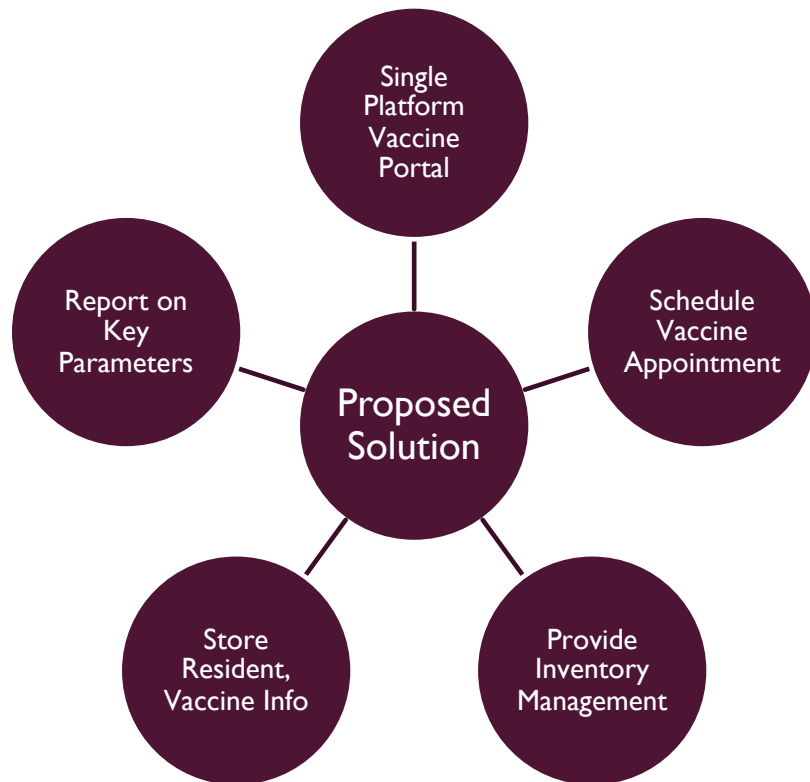 Single
Platform
Vaccine
Portal
Report on
Key
Parameters
Schedule
Vaccine
Appointment
Proposed
Solution
Store
Resident,
Vaccine Info
Provide
Inventory
Management